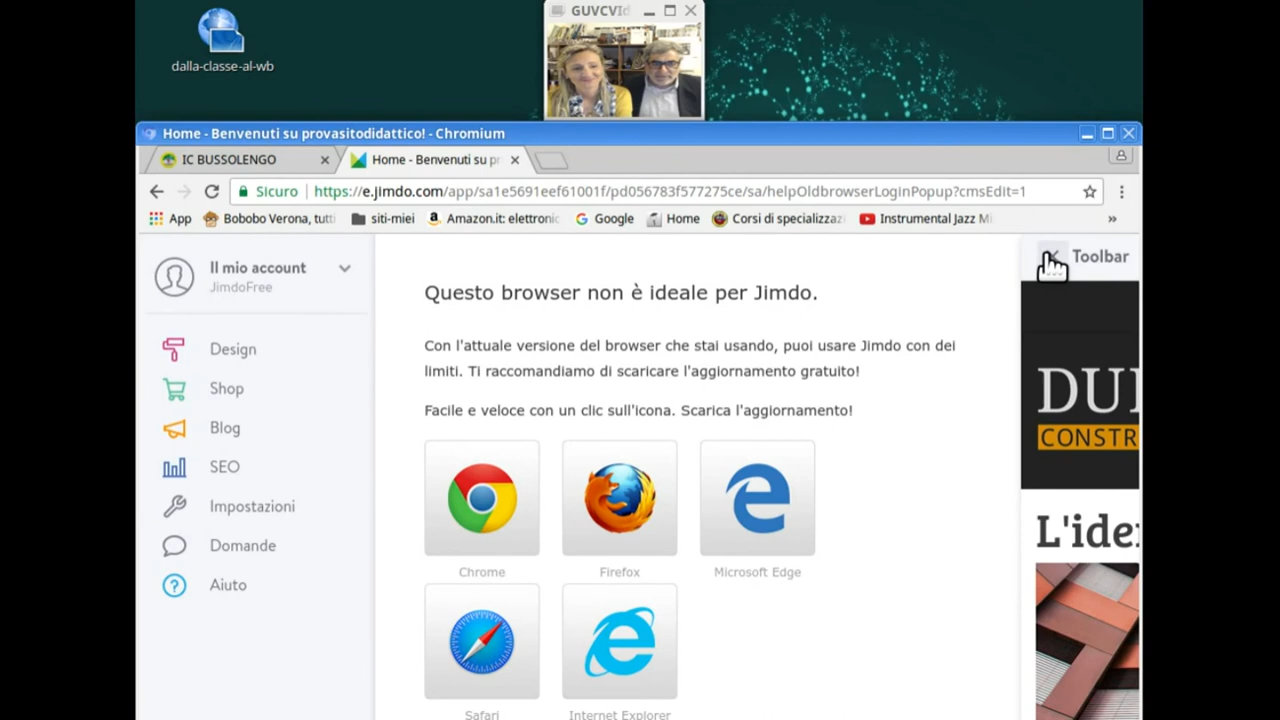 GUVCVId
dalla-classe-al-wb
Home - Benvenuti su provasitodidattico! - Chromium
IC BUSSOLENGO
Home - Benvenuti su pr
Sicuro
https://e.jimdo.com/app/sa1e5691eef61001f/pd056783f577275ce/sa/helpOldbrowserLoginPopup?cmsEdit=1
App
Bobobo Verona, tutti
siti-miei
Amazon.it: elettronic
Google
Home
Corsi di specializzazi
Instrumental Jazz Mi
»
Il mio account
JimdoFree
Design
Shop
Blog
SEO
Impostazioni
Domande
Aiuto
Questo browser non è ideale per Jimdo.
Con l'attuale versione del browser che stai usando, puoi usare Jimdo con dei
limiti. Ti raccomandiamo di scaricare l'aggiornamento gratuito!
Facile e veloce con un clic sull'icona. Scarica l'aggiornamento!
Chrome
Firefox
Microsoft Edge
Safari
Internet Explorer
Toolbar
DU
CONSTR
L'ide